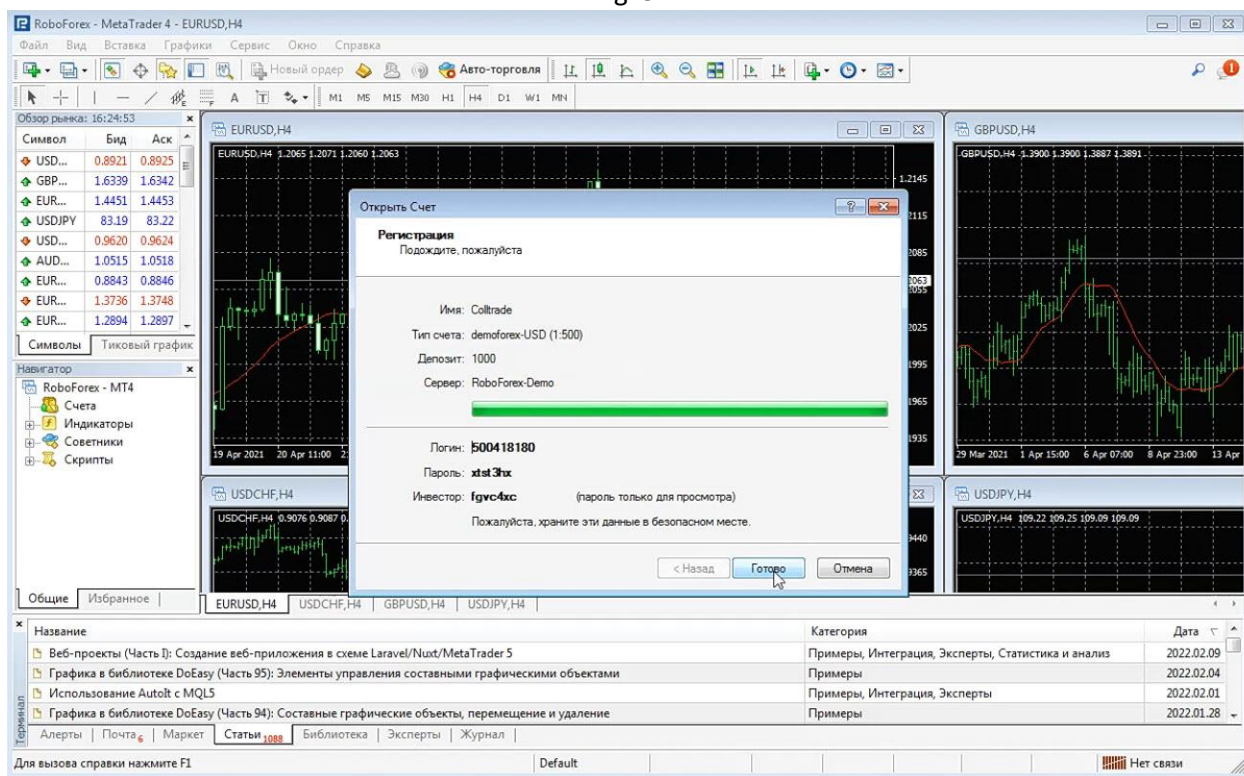 RoboForex - MetaTrader 4 - EURUSD,H4
Файл Вид Вставка Графики Сервис Окно Справка
Новый ордер Авто-торговля
A T M1 M5 M15 M30 H1 H4 D1 W1 MN
Обзор рынка: 16:24:53
Символ Бид Аск
USD... 0.8921 0.8925
GBP... 1.6339 1.6342
EUR... 1.4451 1.4453
USDJPY 83.19 83.22
USD... 0.9620 0.9624
AUD... 1.0515 1.0518
EUR... 0.8843 0.8846
EUR... 1.3736 1.3748
EUR... 1.2894 1.2897
Символы Тиковый график
Навигатор
RoboForex - MT4
Счета
Индикаторы
Советники
Скрипты
Общие Избранное
EURUSD,H4
EURUSD,H4 1.2065 1.2071 1.2060 1.2063
1.2145
2115
2085
2063
2025
1995
1965
1935
19 Apr 2021 20 Apr 11:00
GBPUSD,H4
GBPUSD,H4 1.3900 1.3900 1.3887 1.3891
29 Mar 2021 1 Apr 15:00 6 Apr 07:00 8 Apr 23:00 13 Apr
USDCHF,H4
USDCHF,H4 0.9076 0.9087 0.
9440
9365
USDJPY,H4
USDJPY,H4 109.22 109.25 109.09 109.09
Открыть Счет
Регистрация
Подождите, пожалуйста
Имя: Colltrade
Тип счета: demoforex-USD (1:500)
Депозит: 1000
Сервер: RoboForex-Demo
Логин: 500418180
Пароль: xtst3hx
Инвестор: fgvc4xc (пароль только для просмотра)
Пожалуйста, храните эти данные в безопасном месте.
< Назад Готово Отмена
EURUSD,H4 USDCHF,H4 GBPUSD,H4 USDJPY,H4
Название Категория Дата
Веб-проекты (Часть I): Создание веб-приложения в схеме Laravel/Nuxt/MetaTrader 5 Примеры, Интеграция, Эксперты, Статистика и анализ 2022.02.09
Графика в библиотеке DoEasy (Часть 95): Элементы управления составными графическими объектами Примеры 2022.02.04
Использование AutoIt с MQL5 Примеры, Интеграция, Эксперты 2022.02.01
Графика в библиотеке DoEasy (Часть 94): Составные графические объекты, перемещение и удаление Примеры 2022.01.28
Терминал
Алерты Почта 6 Маркет Статьи 1088 Библиотека Эксперты Журнал
Для вызова справки нажмите F1 Default Нет связи